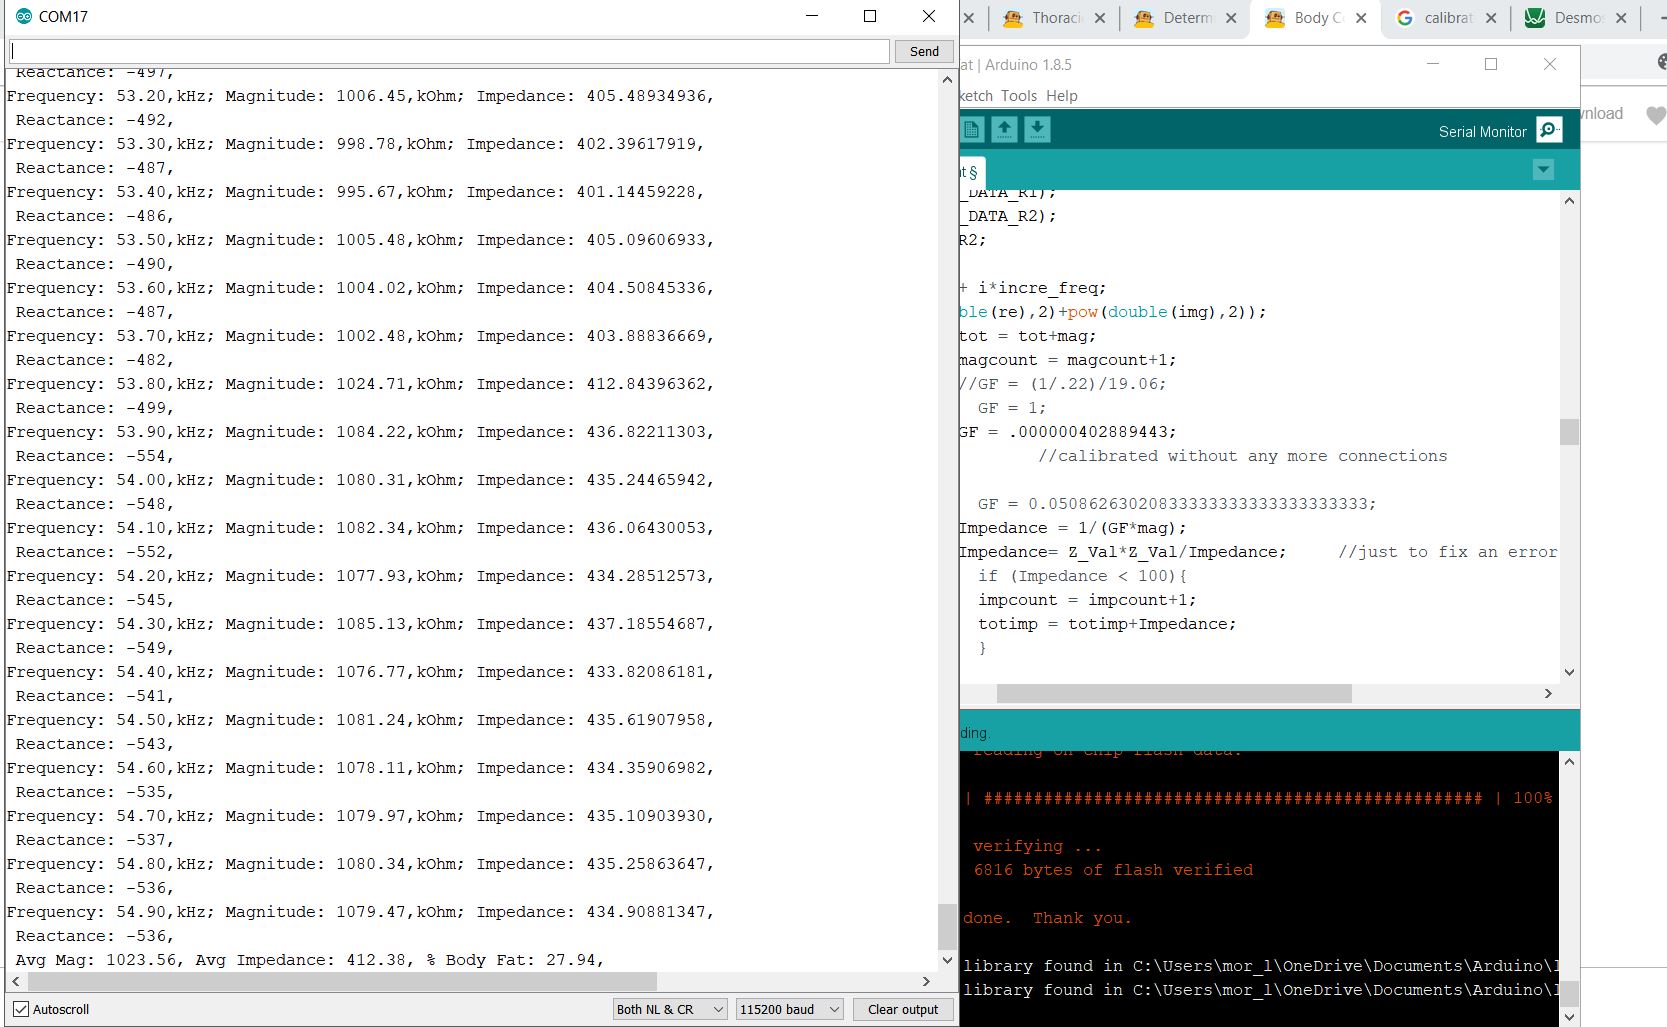 COM17
Send
Reactance: -497,
Frequency: 53.20,kHz; Magnitude: 1006.45,kOhm; Impedance: 405.48934936,
Reactance: -492,
Frequency: 53.30,kHz; Magnitude: 998.78,kOhm; Impedance: 402.39617919,
Reactance: -487,
Frequency: 53.40,kHz; Magnitude: 995.67,kOhm; Impedance: 401.14459228,
Reactance: -486,
Frequency: 53.50,kHz; Magnitude: 1005.48,kOhm; Impedance: 405.09606933,
Reactance: -490,
Frequency: 53.60,kHz; Magnitude: 1004.02,kOhm; Impedance: 404.50845336,
Reactance: -487,
Frequency: 53.70,kHz; Magnitude: 1002.48,kOhm; Impedance: 403.88836669,
Reactance: -482,
Frequency: 53.80,kHz; Magnitude: 1024.71,kOhm; Impedance: 412.84396362,
Reactance: -499,
Frequency: 53.90,kHz; Magnitude: 1084.22,kOhm; Impedance: 436.82211303,
Reactance: -554,
Frequency: 54.00,kHz; Magnitude: 1080.31,kOhm; Impedance: 435.24465942,
Reactance: -548,
Frequency: 54.10,kHz; Magnitude: 1082.34,kOhm; Impedance: 436.06430053,
Reactance: -552,
Frequency: 54.20,kHz; Magnitude: 1077.93,kOhm; Impedance: 434.28512573,
Reactance: -545,
Frequency: 54.30,kHz; Magnitude: 1085.13,kOhm; Impedance: 437.18554687,
Reactance: -549,
Frequency: 54.40,kHz; Magnitude: 1076.77,kOhm; Impedance: 433.82086181,
Reactance: -541,
Frequency: 54.50,kHz; Magnitude: 1081.24,kOhm; Impedance: 435.61907958,
Reactance: -543,
Frequency: 54.60,kHz; Magnitude: 1078.11,kOhm; Impedance: 434.35906982,
Reactance: -535,
Frequency: 54.70,kHz; Magnitude: 1079.97,kOhm; Impedance: 435.10903930,
Reactance: -537,
Frequency: 54.80,kHz; Magnitude: 1080.34,kOhm; Impedance: 435.25863647,
Reactance: -536,
Frequency: 54.90,kHz; Magnitude: 1079.47,kOhm; Impedance: 434.90881347,
Reactance: -536,
Avg Mag: 1023.56, Avg Impedance: 412.38, % Body Fat: 27.94,
Autoscroll
Both NL & CR
115200 baud
Clear output
Thoraci
Determ
Body C
calibrat
Desmo
at | Arduino 1.8.5
ketch Tools Help
Serial Monitor
wnload
at §
_DATA_R1);
_DATA_R2);
R2;
+ i*incre_freq;
ble(re),2)+pow(double(img),2));
tot = tot+mag;
magcount = magcount+1;
//GF = (1/.22)/19.06;
GF = 1;
GF = .000000402889443;
//calibrated without any more connections
GF = 0.05086263020833333333333333333333;
Impedance = 1/(GF*mag);
Impedance= Z_Val*Z_Val/Impedance; //just to fix an error
if (Impedance < 100){
impcount = impcount+1;
totimp = totimp+Impedance;
}
ding.
reading on chip flash data:
| ################################################## | 100%
verifying ...
6816 bytes of flash verified
done. Thank you.
library found in C:\Users\mor_l\OneDrive\Documents\Arduino\l
library found in C:\Users\mor_l\OneDrive\Documents\Arduino\l